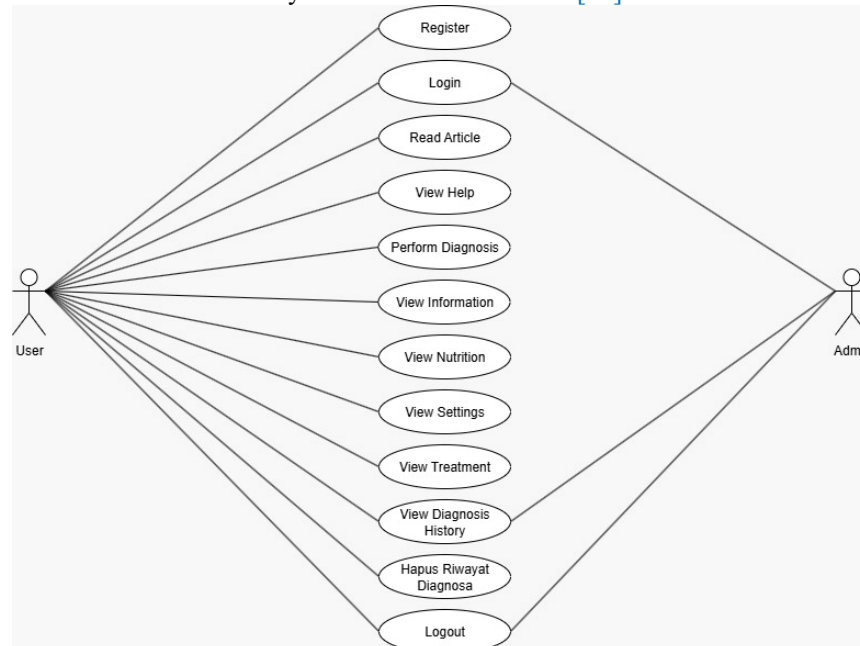 Register
Login
Read Article
View Help
Perform Diagnosis
View Information
View Nutrition
User
Adm
View Settings
View Treatment
View Diagnosis
History
Hapus Riwayat
Diagnosa
Logout